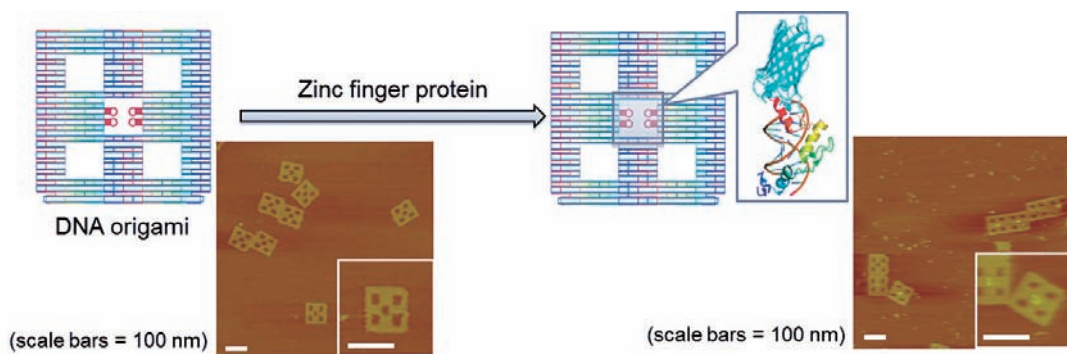 Zinc finger protein
DNA origami
(scale bars = 100 nm)
(scale bars = 100 nm)